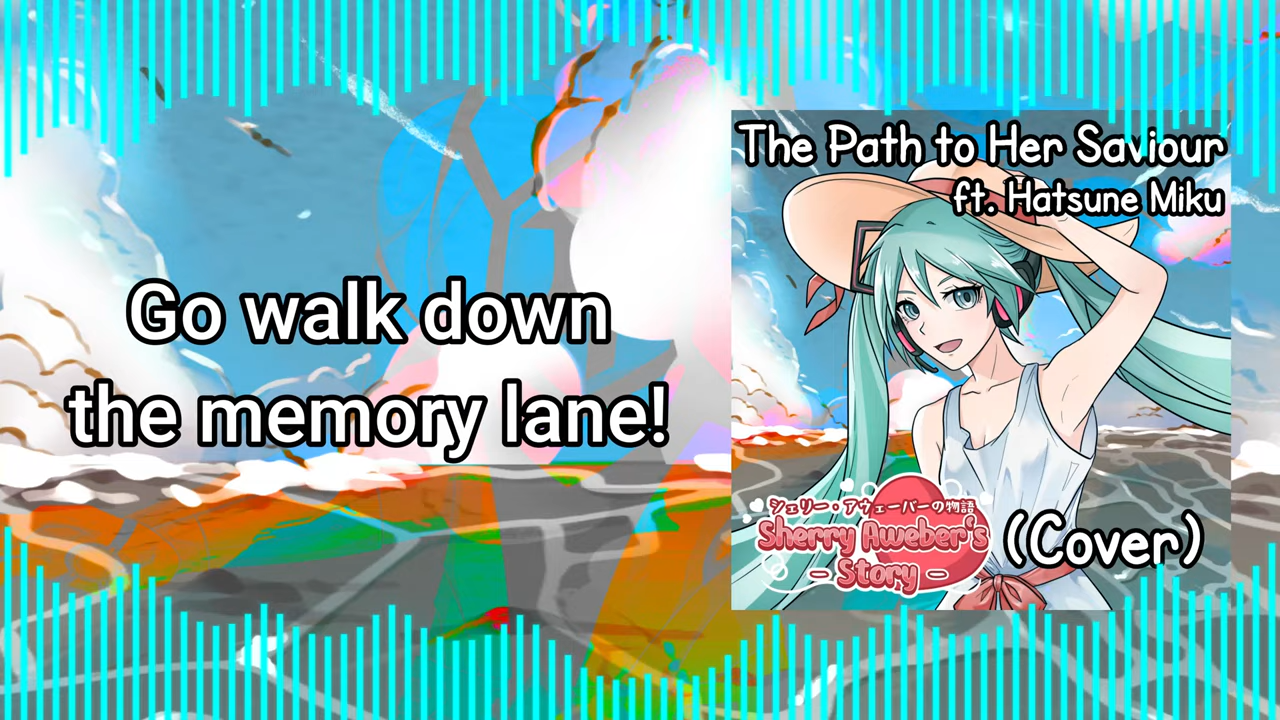 Go walk down
the memory lane!
The Path to Her Saviour
ft. Hatsune Miku
シェリー・アウェーバーの物語
Sherry Aweber's
- Story -
(Cover)